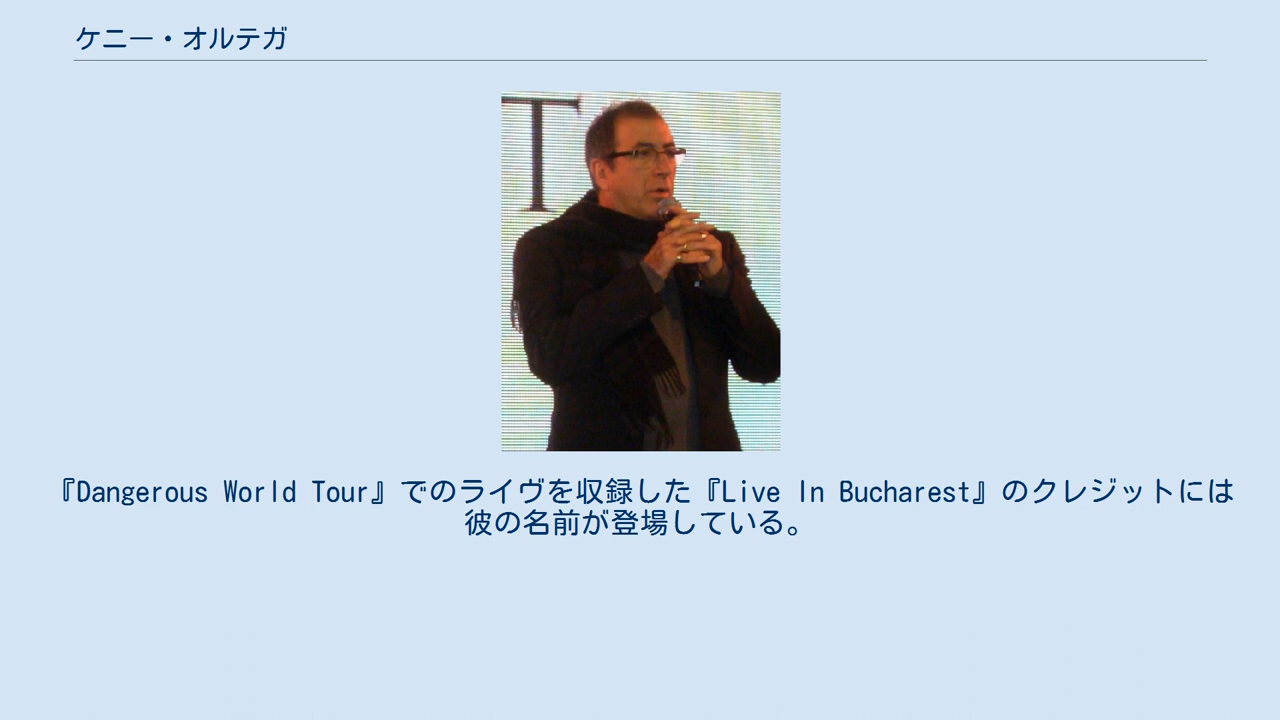 ケニー・オルテガ
T
『Dangerous World Tour』でのライヴを収録した『Live In Bucharest』のクレジットには
彼の名前が登場している。